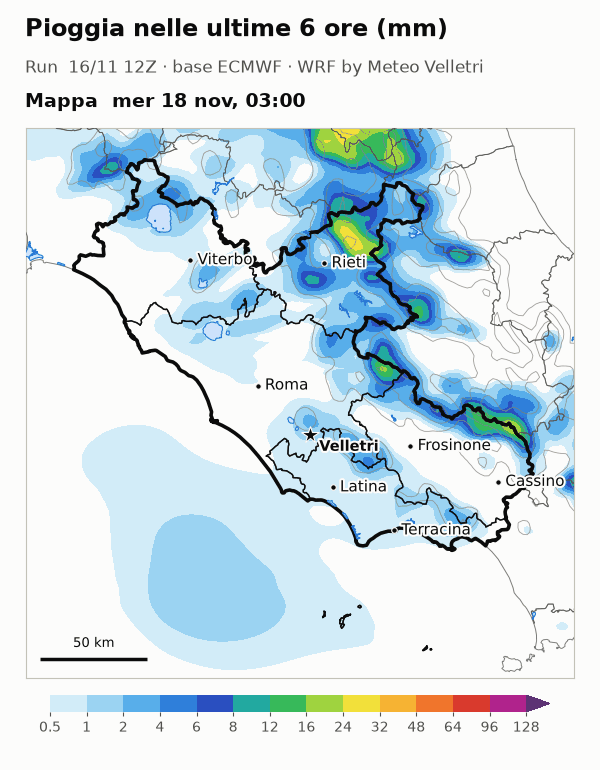 Pioggia nelle ultime 6 ore (mm)
Run  16/11 12Z · base ECMWF · WRF by Meteo Velletri
Mappa  mer 18 nov, 03:00
Viterbo
Rieti
Roma
Velletri
Frosinone
Latina
Cassino
Terracina
50 km
0.5 1 2 4 6 8 12 16 24 32 48 64 96 128